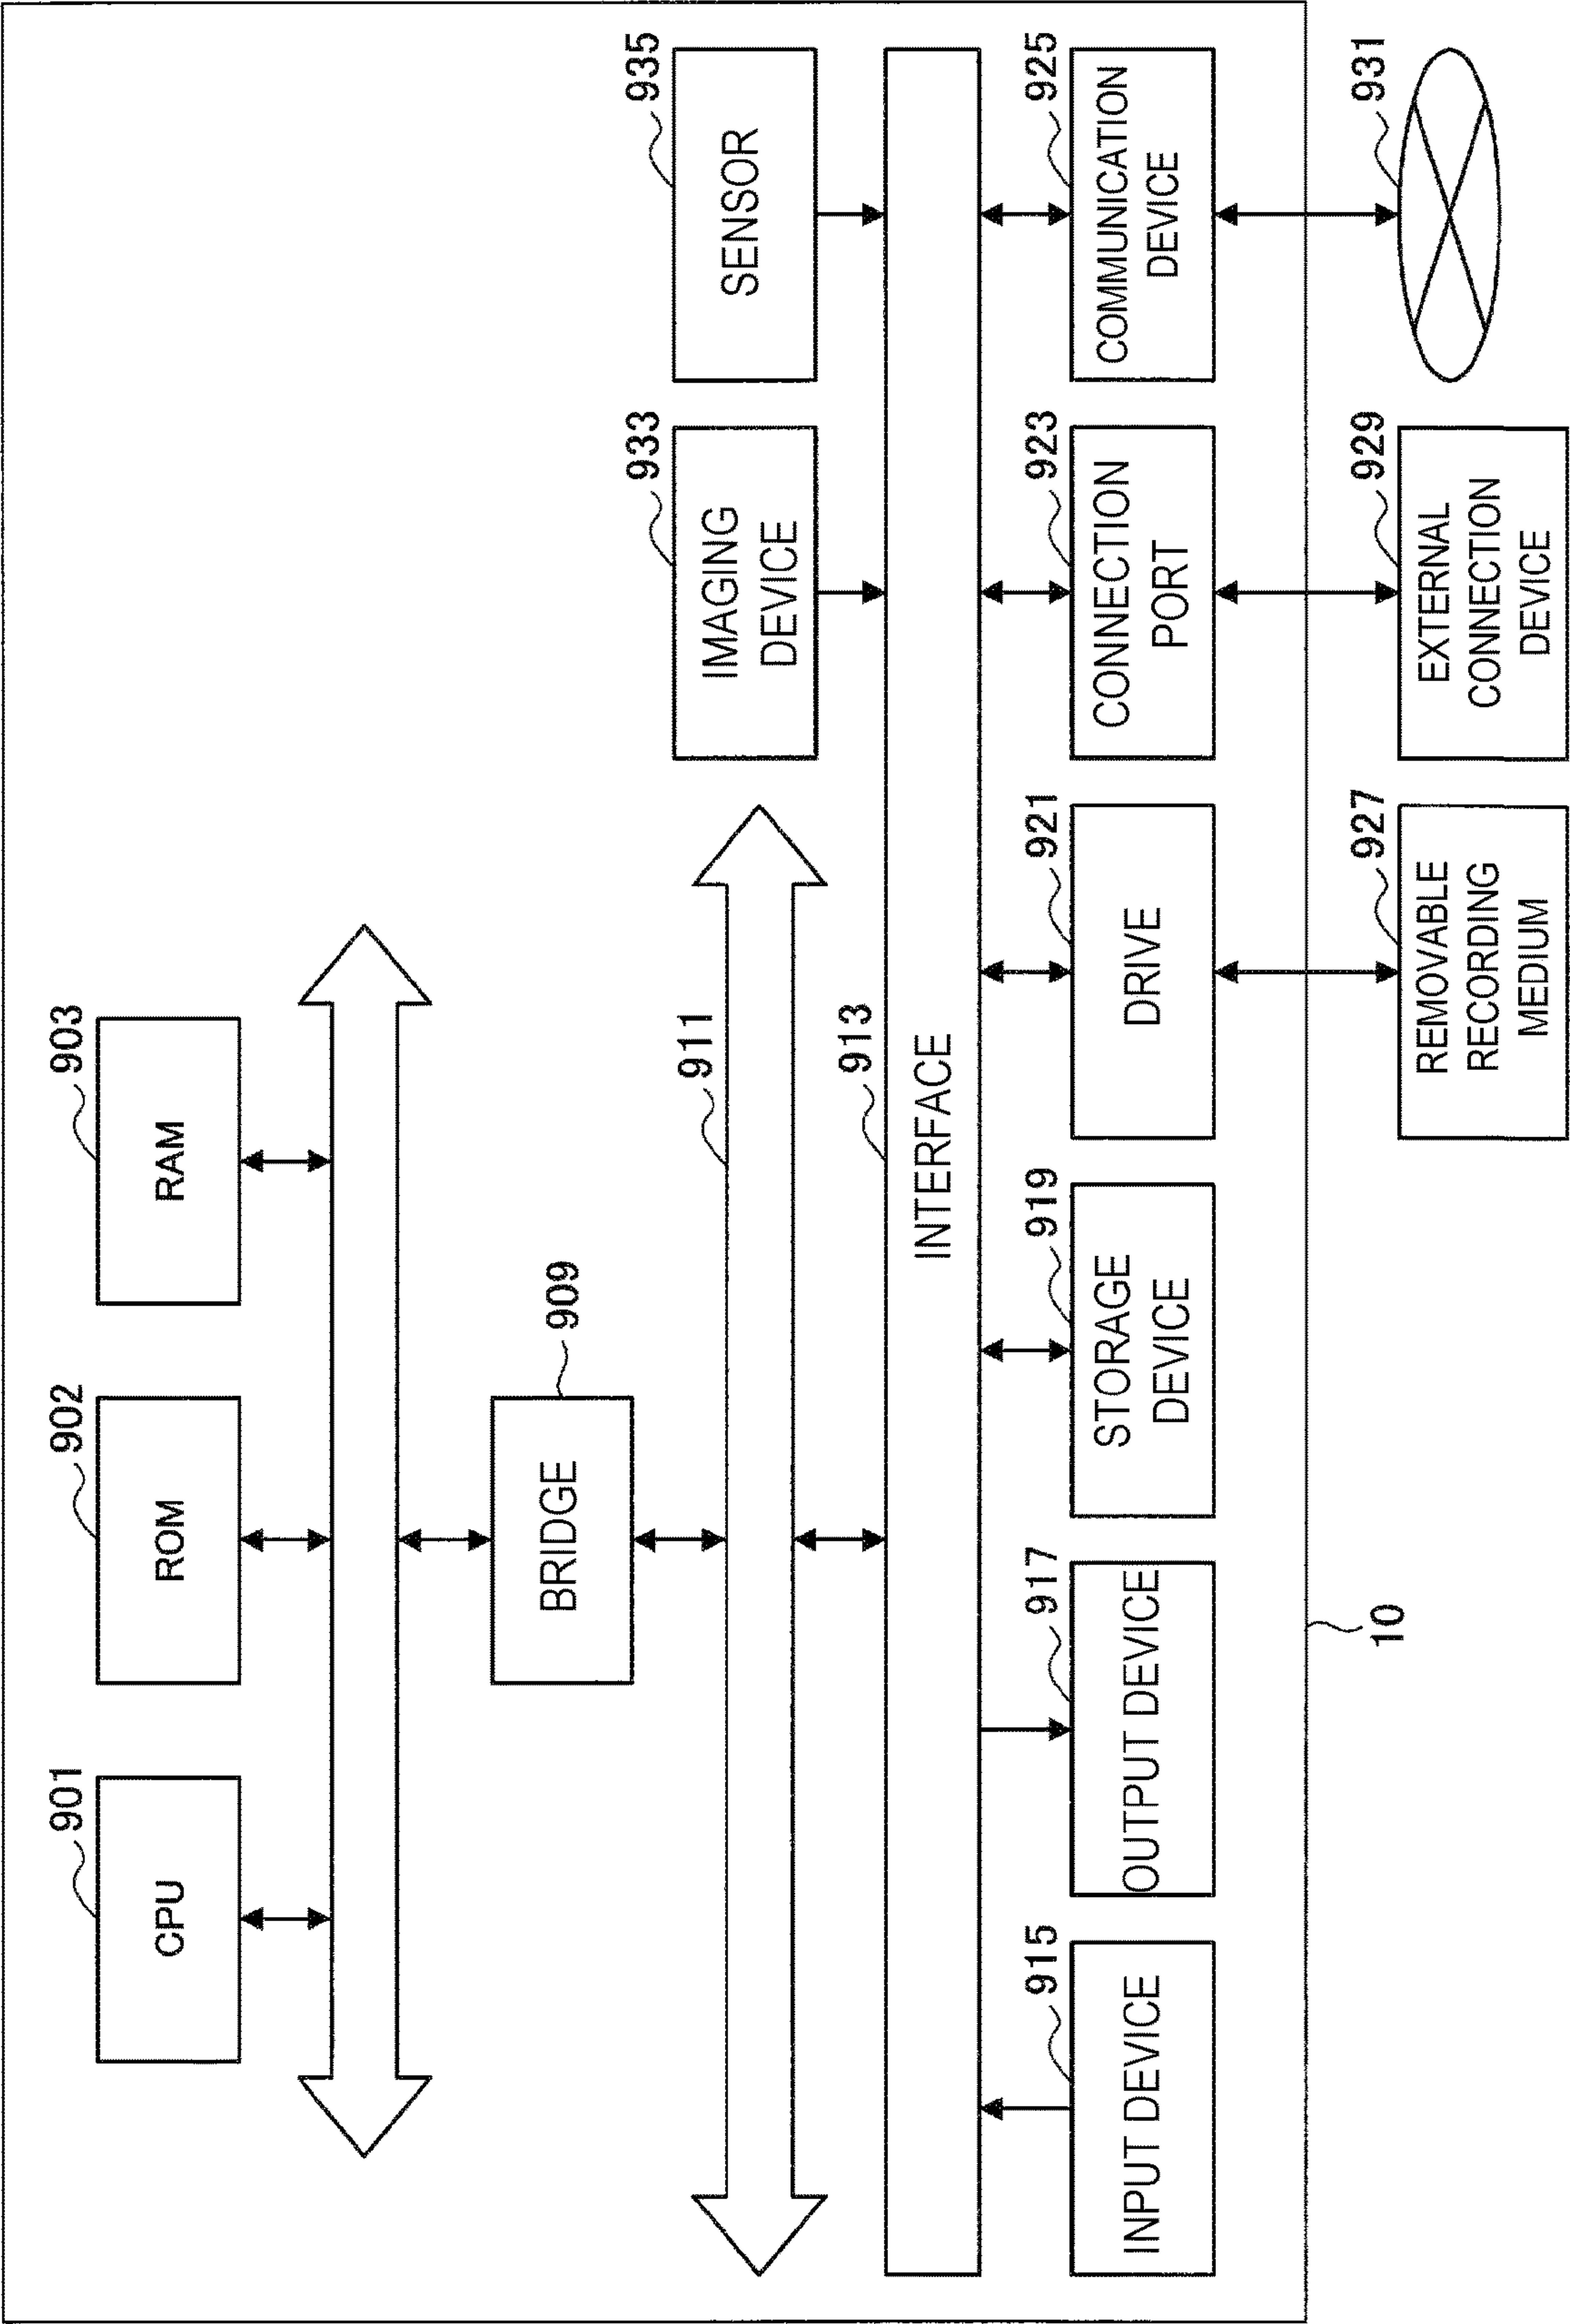 901
CPU
902
ROM
903
RAM
909
BRIDGE
911
933
IMAGING
DEVICE
935
SENSOR
913
INTERFACE
915
INPUT DEVICE
917
OUTPUT DEVICE
919
STORAGE
DEVICE
921
DRIVE
923
CONNECTION
PORT
925
COMMUNICATION
DEVICE
10
927
REMOVABLE
RECORDING
MEDIUM
929
EXTERNAL
CONNECTION
DEVICE
931